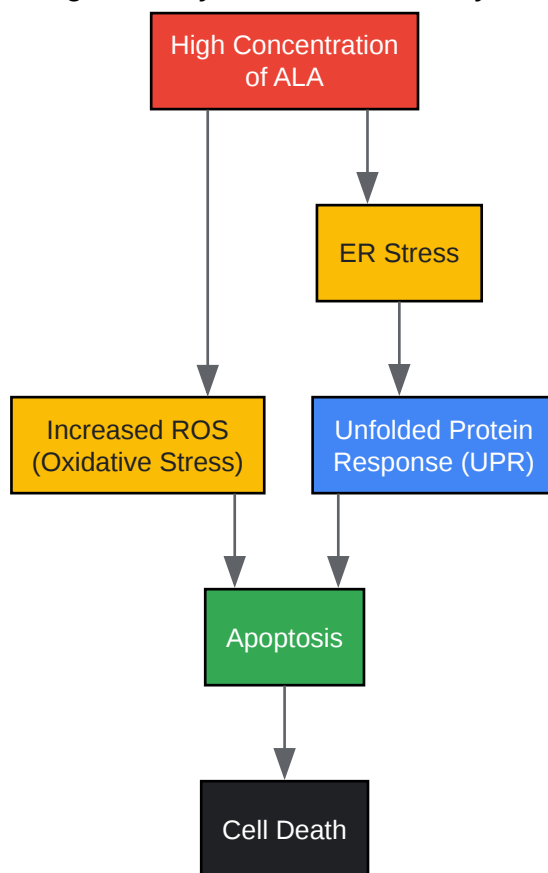 High Concentration
of ALA
ER Stress
Increased ROS
(Oxidative Stress)
Unfolded Protein
Response (UPR)
Apoptosis
Cell Death